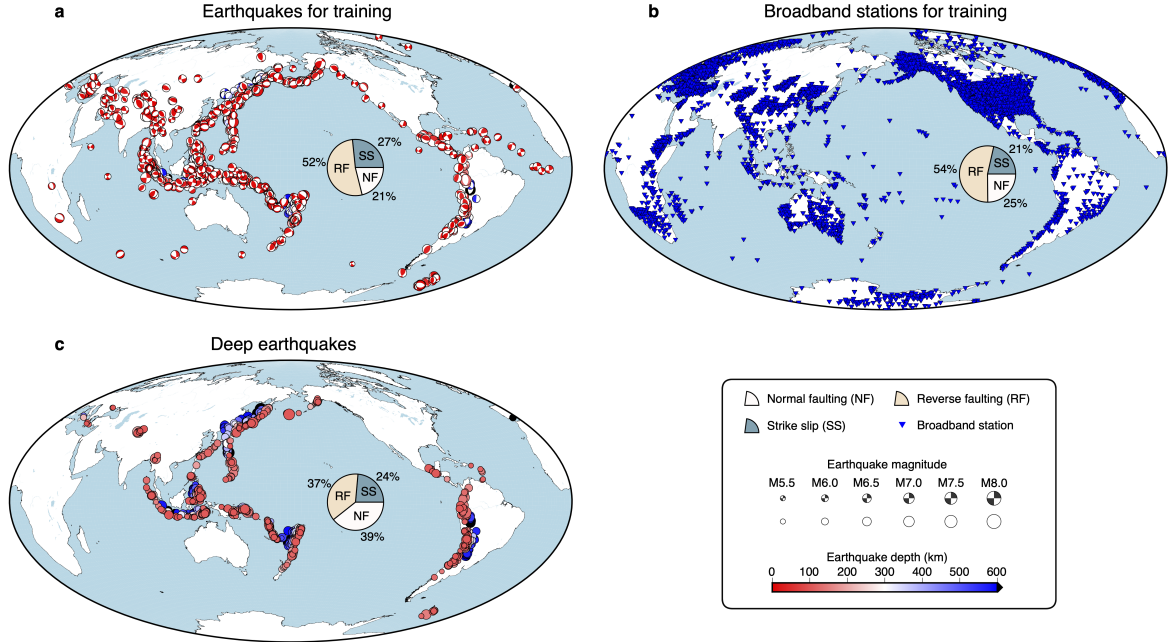 a
Earthquakes for training
27%
52%
SS
RF
NF
21%
b
Broadband stations for training
21%
SS
54%
RF
NF
25%
c
Deep earthquakes
37%
24%
RF
SS
NF
39%
Normal faulting (NF)
Reverse faulting (RF)
Strike slip (SS)
Broadband station
Earthquake magnitude
M5.5 M6.0 M6.5 M7.0 M7.5 M8.0
Earthquake depth (km)
0 100 200 300 400 500 600